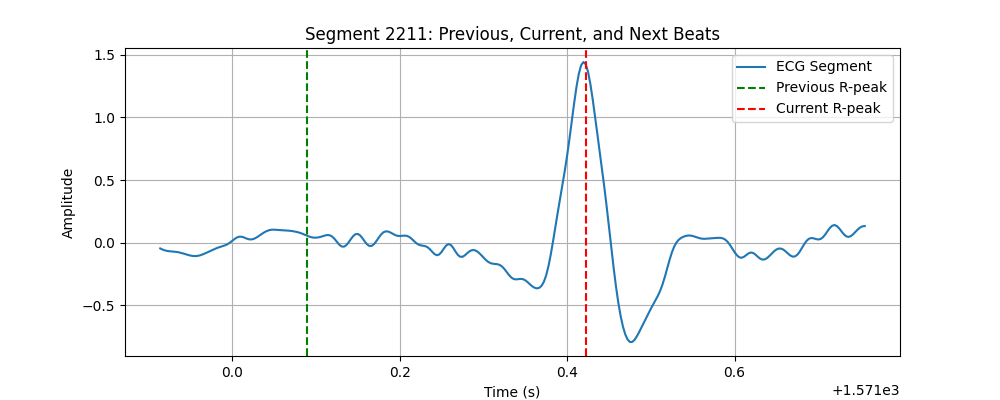 Segment 2211: Previous, Current, and Next Beats
1.5
1.0
0.5
0.0
−0.5
Amplitude
ECG Segment
Previous R-peak
Current R-peak
0.0 0.2 0.4 0.6
Time (s)
+1.571e3